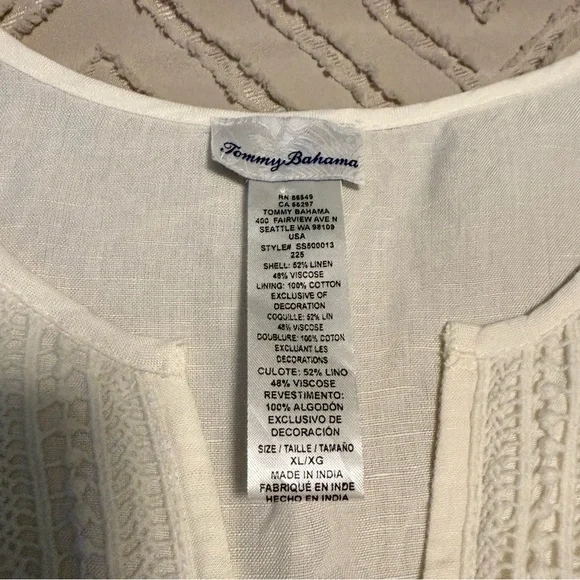 Tommy Bahama
RN 86549
CA 56297
TOMMY BAHAMA
400 FAIRVIEW AVE N
SEATTLE WA 98109
USA
STYLE# SS500013
225
SHELL: 52% LINEN
48% VISCOSE
LINING: 100% COTTON
EXCLUSIVE OF
DECORATION
COQUILLE: 52% LIN
48% VISCOSE
DOUBLURE: 100% COTON
EXCLUANT LES
DECORATIONS
CULOTE: 52% LINO
48% VISCOSE
REVESTIMENTO:
100% ALGODÓN
EXCLUSIVO DE
DECORACIÓN
SIZE / TAILLE / TAMAÑO
XL/XG
MADE IN INDIA
FABRIQUÉ EN INDE
HECHO EN INDIA